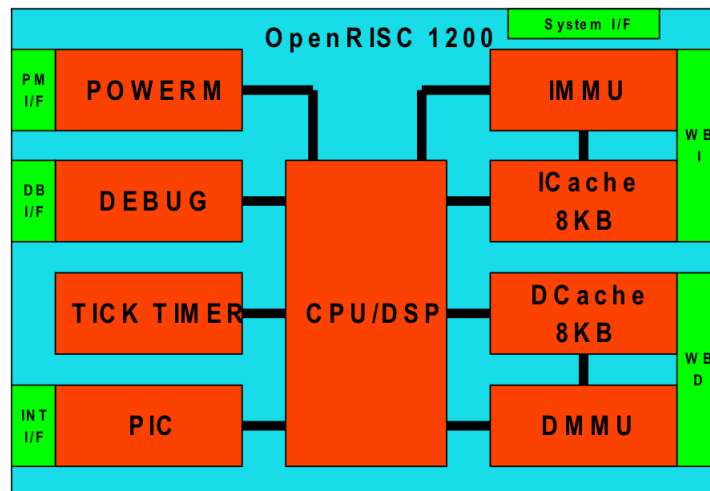 System I/F
OpenRISC 1200
PM
I/F
POWERM
IMMU
WB
I
DB
I/F
DEBUG
ICache
8KB
TICK TIMER
CPU/DSP
DCache
8KB
WB
D
INT
I/F
PIC
DMMU